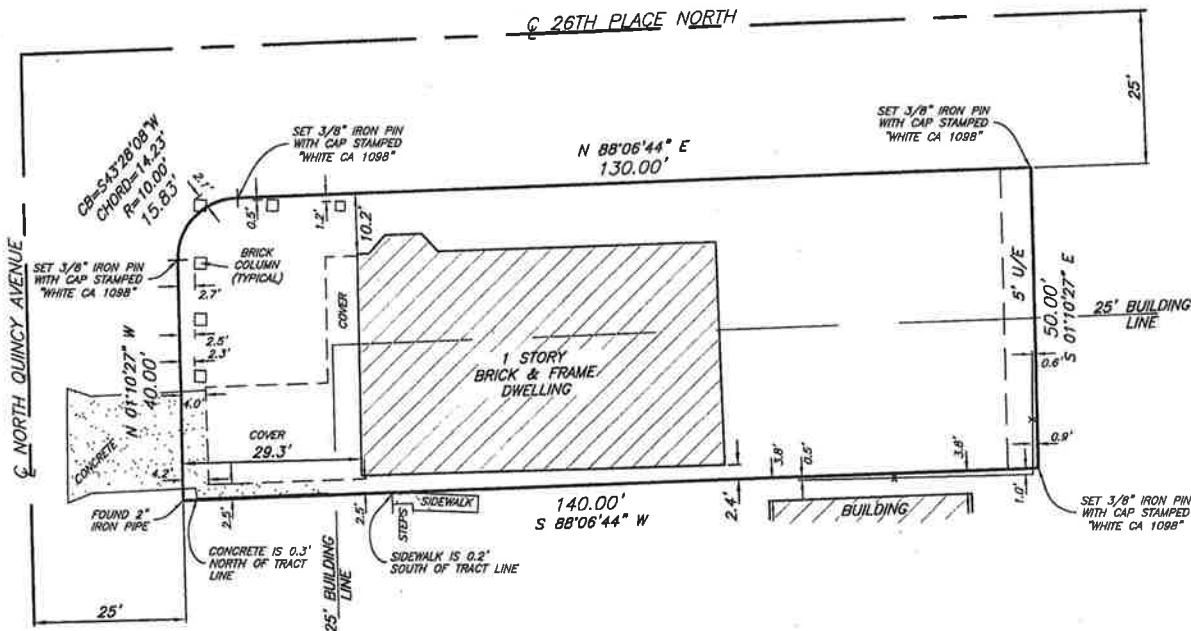 ℄ 26TH PLACE NORTH
25'
SET 3/8" IRON PIN
WITH CAP STAMPED
"WHITE CA 1098"
SET 3/8" IRON PIN
WITH CAP STAMPED
"WHITE CA 1098"
N 88°06'44" E
130.00'
CB=S43°28'08"W
CHORD=14.23'
R=10.00'
15.83'
2.1'
0.5'
1.2'
10.2'
℄ NORTH QUINCY AVENUE
SET 3/8" IRON PIN
WITH CAP STAMPED
"WHITE CA 1098"
BRICK
COLUMN
(TYPICAL)
2.7'
2.5'
2.3'
COVER
5' U/E
50.00'
S 01°10'27" E
25' BUILDING
LINE
N 01°10'27" W
40.00'
1 STORY
BRICK & FRAME
DWELLING
0.6'
4.0'
CONCRETE
COVER
29.3'
4.2'
3.8'
0.5'
3.8'
0.9'
FOUND 2"
IRON PIPE
2.5'
2.5'
SIDEWALK
STEPS
140.00'
S 88°06'44" W
2.4'
BUILDING
1.0'
SET 3/8" IRON PIN
WITH CAP STAMPED
"WHITE CA 1098"
CONCRETE IS 0.3'
NORTH OF TRACT
LINE
SIDEWALK IS 0.2'
SOUTH OF TRACT LINE
25'
25' BUILDING
LINE